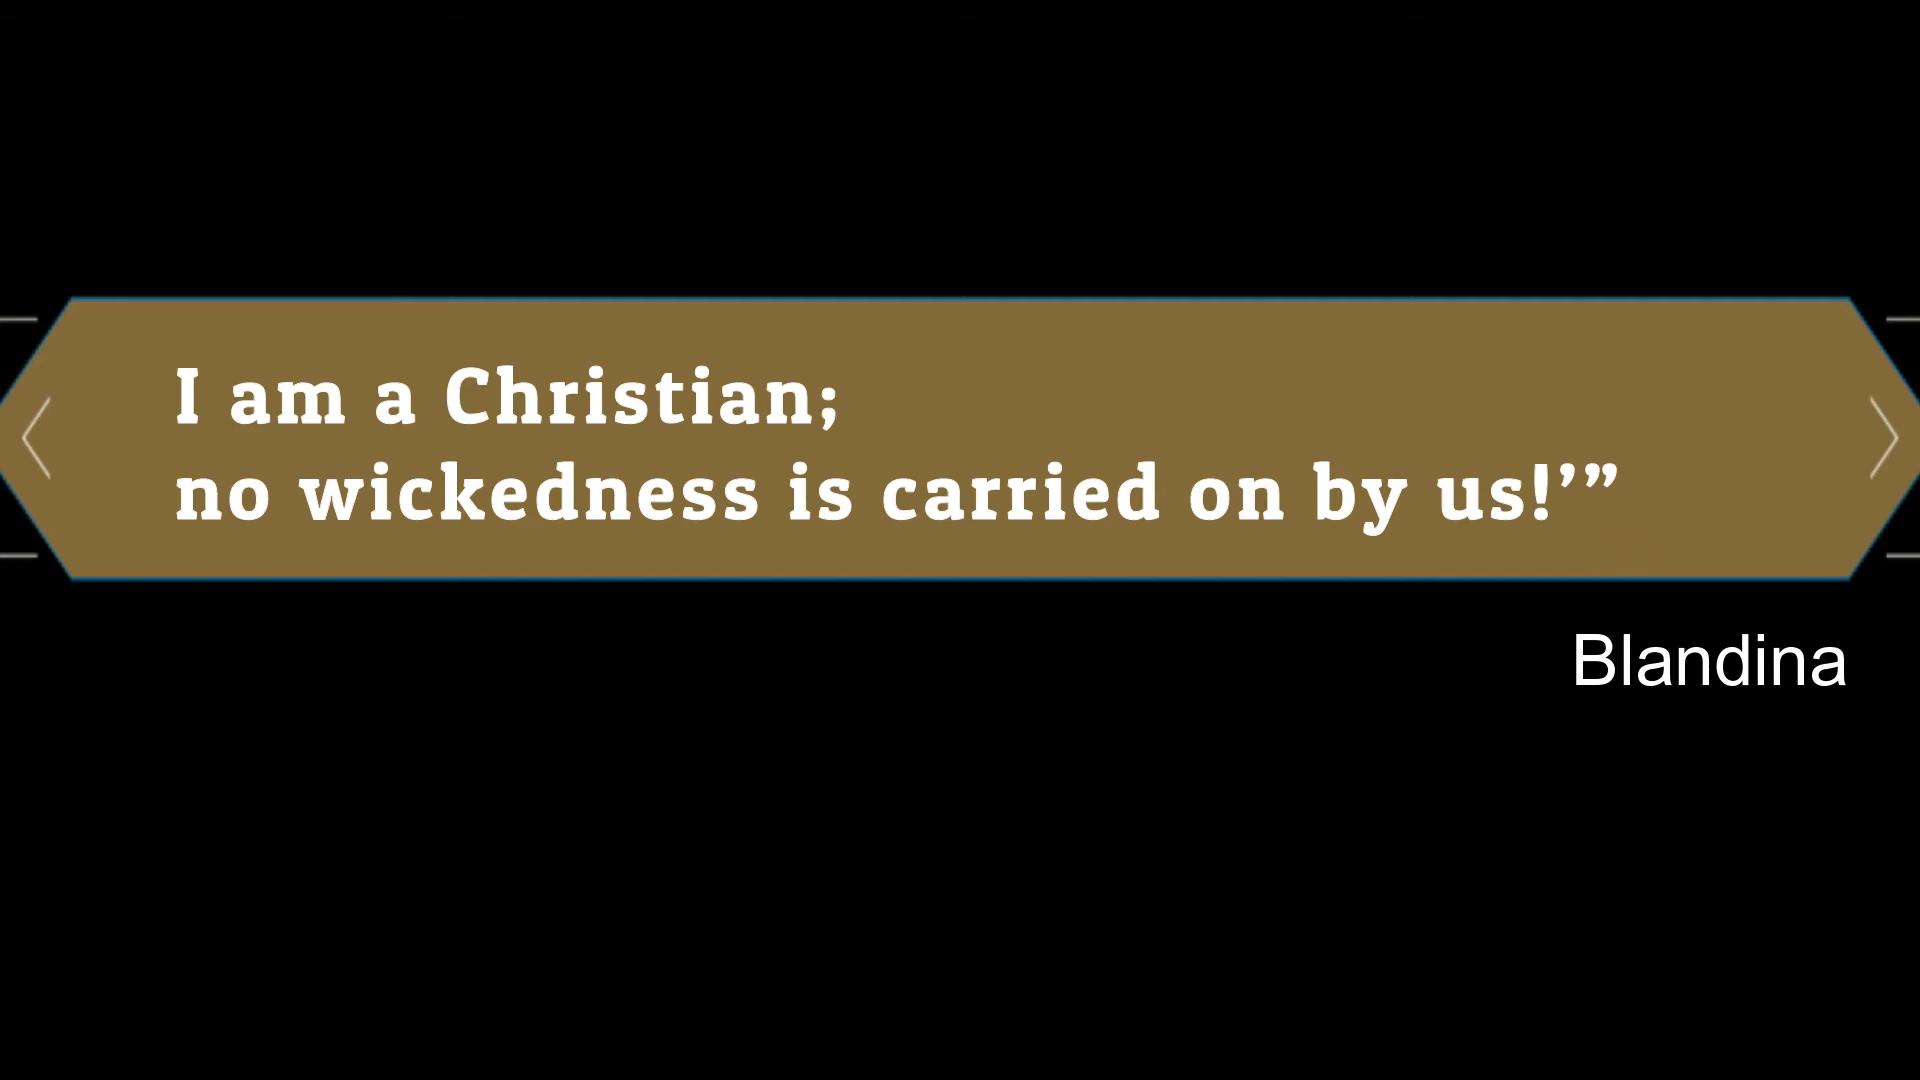 I am a Christian;
no wickedness is carried on by us!’”
Blandina